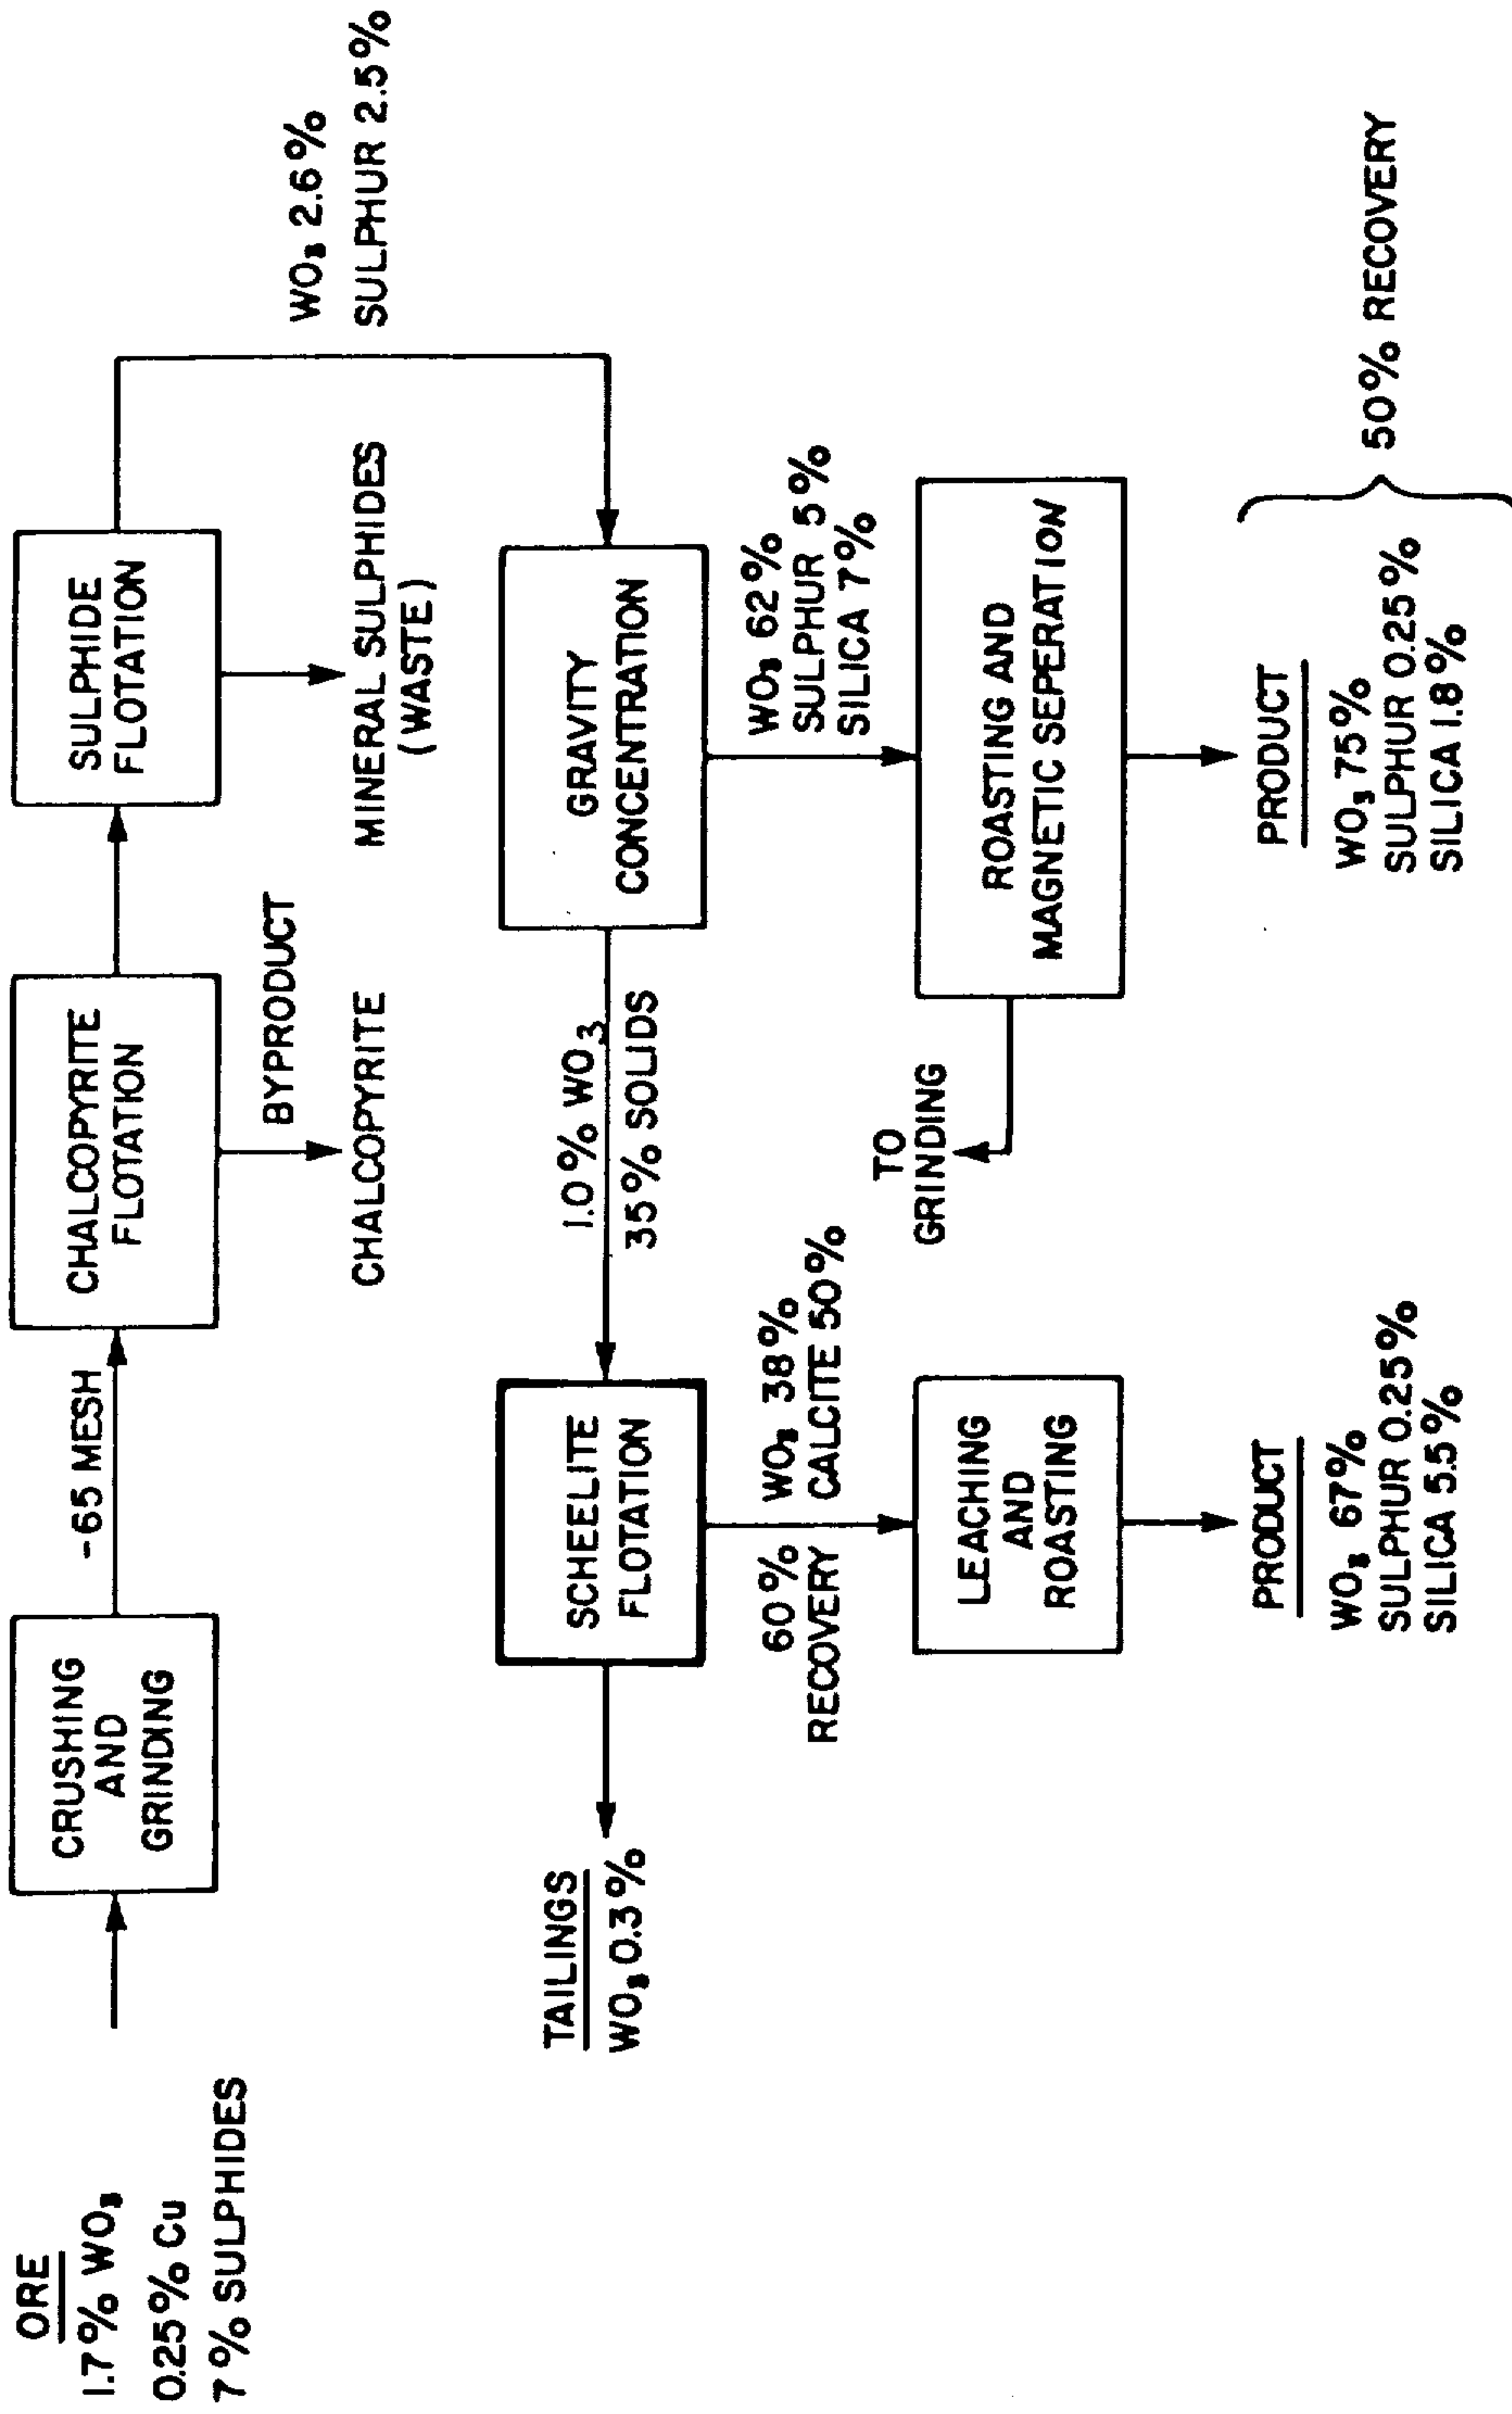 ORE
1.7% WO3
0.25% Cu
7% SULPHIDES
CRUSHING
AND
GRINDING
-65 MESH
CHALCOPYRITE
FLOTATION
BYPRODUCT
CHALCOPYRITE
SULPHIDE
FLOTATION
MINERAL SULPHIDES
(WASTE)
WO3 2.6%
SULPHUR 2.5%
GRAVITY
CONCENTRATION
1.0% WO3
35% SOLIDS
SCHEELITE
FLOTATION
TAILINGS
WO3 0.3%
60%
RECOVERY
WO3 38%
CALCITE 50%
LEACHING
AND
ROASTING
PRODUCT
WO3 67%
SULPHUR 0.25%
SILICA 5.5%
WO3 62%
SULPHUR 5%
SILICA 7%
ROASTING AND
MAGNETIC SEPERATION
TO
GRINDING
PRODUCT
WO3 75%
SULPHUR 0.25%
SILICA 1.8%
50% RECOVERY